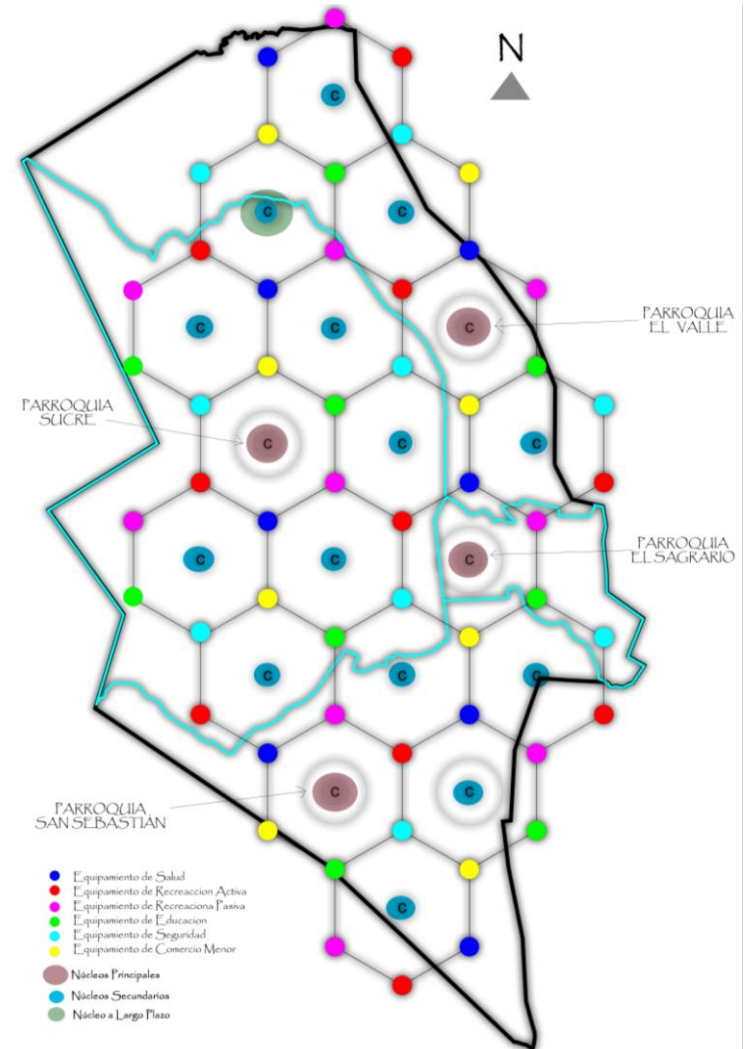 N
C
C
C
C
C
C
PARROQUIA
EL VALLE
PARROQUIA
SUCRE
C
C
C
C
C
C
PARROQUIA
EL SAGRARIO
C
C
C
C
C
PARROQUIA
SAN SEBASTIÁN
C
Equipamiento de Salud
Equipamiento de Recreaccion Activa
Equipamiento de Recreaciona Pasiva
Equipamiento de Educacion
Equipamiento de Seguridad
Equipamiento de Comercio Menor
Núcleos Principales
Núcleos Secundarios
Núcleo a Largo Plazo